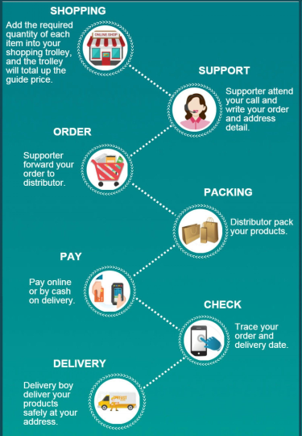 SHOPPING
Add the required
quantity of each
item into your
shopping trolley,
and the trolley
will total up the
guide price.
ONLINE SHOP
SUPPORT
Supporter attend
your call and
write your order
and address
detail.
ORDER
Supporter
forward your
order to
distributor.
PACKING
Distributor pack
your products.
PAY
Pay online
or by cash
on delivery.
CHECK
Trace your
order and
delivery date.
DELIVERY
Delivery boy
deliver your
products
safely at your
address.